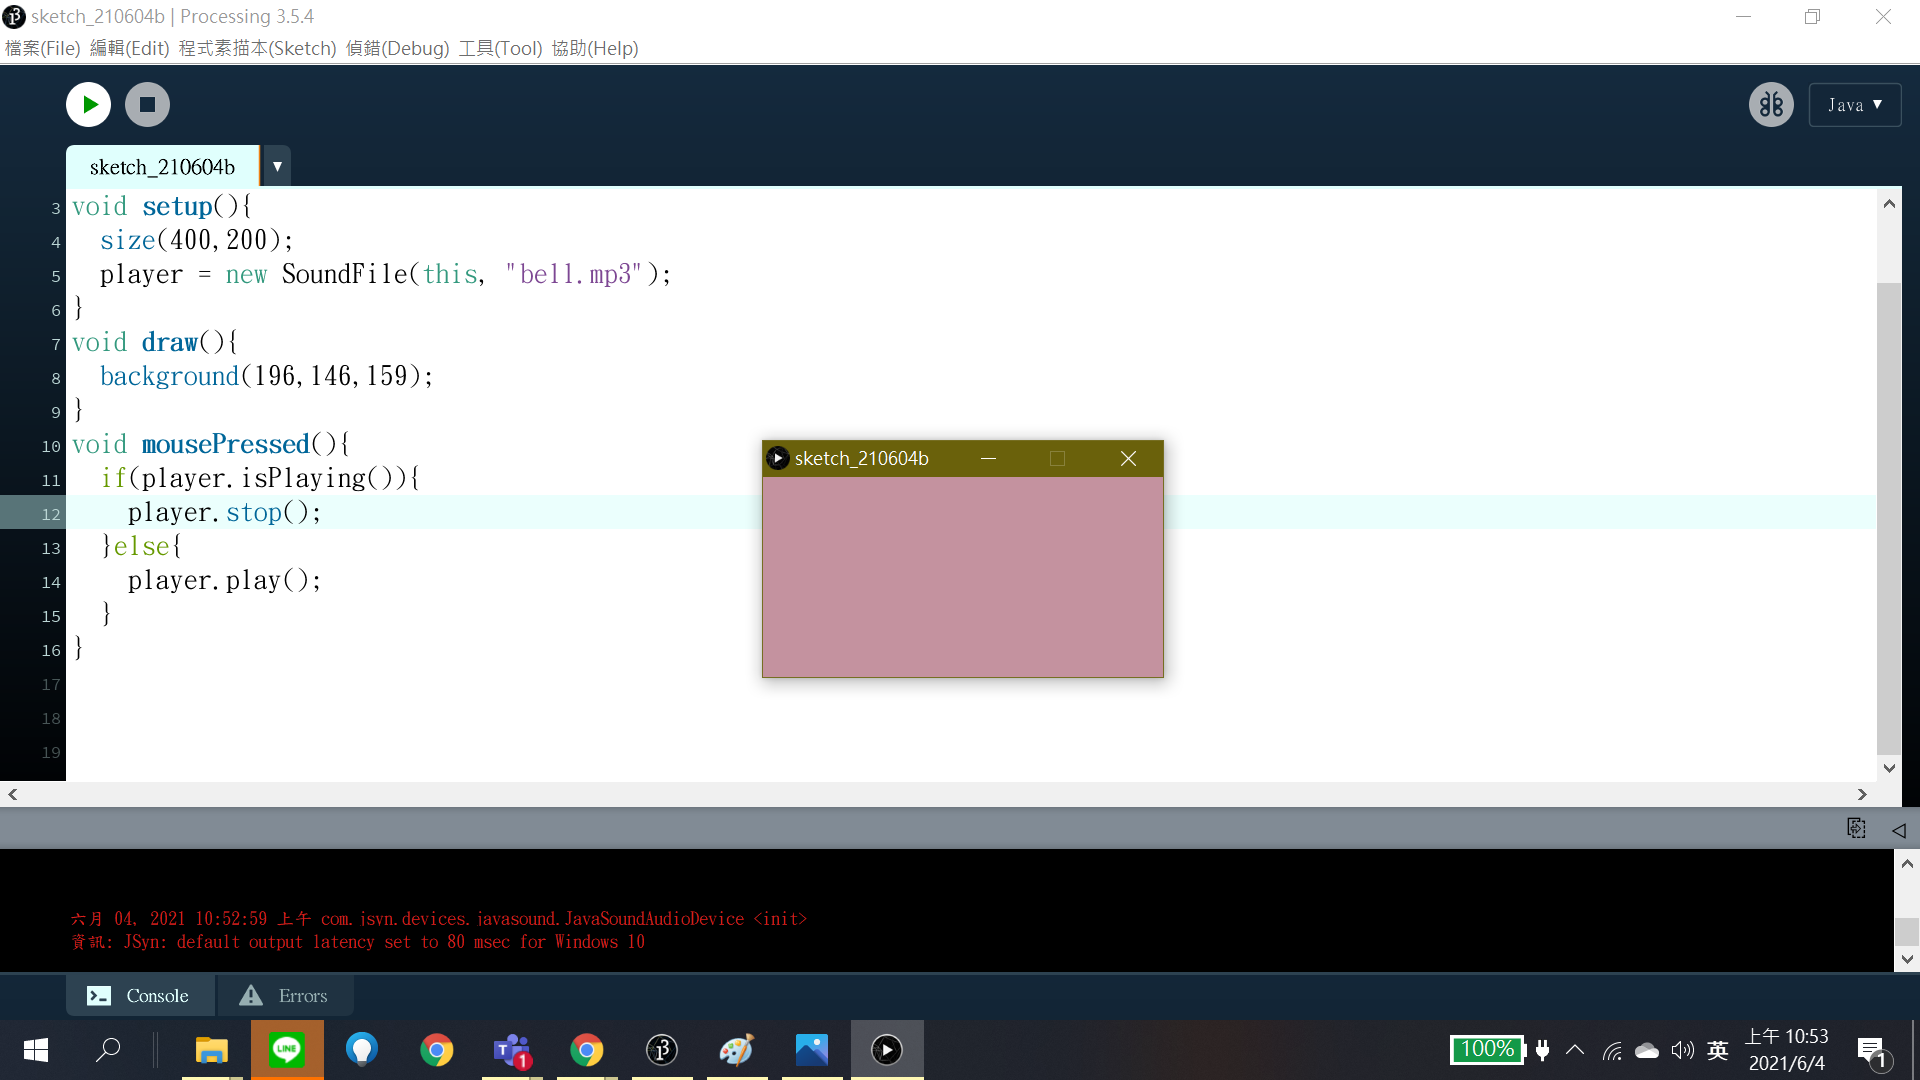 sketch_210604b | Processing 3.5.4
檔案(File) 編輯(Edit) 程式素描本(Sketch) 偵錯(Debug) 工具(Tool) 協助(Help)
Java ▼
sketch_210604b ▼
3 void setup(){
4 size(400,200);
5 player = new SoundFile(this, "bell.mp3");
6 }
7 void draw(){
8 background(196,146,159);
9 }
10 void mousePressed(){
11 if(player.isPlaying()){
12 player.stop();
13 }else{
14 player.play();
15 }
16 }
17
18
19
sketch_210604b
六月 04, 2021 10:52:59 上午 com.jsyn.devices.javasound.JavaSoundAudioDevice <init>
資訊: JSyn: default output latency set to 80 msec for Windows 10
Console Errors
LINE
T 1
100%
英
上午 10:53
2021/6/4
1